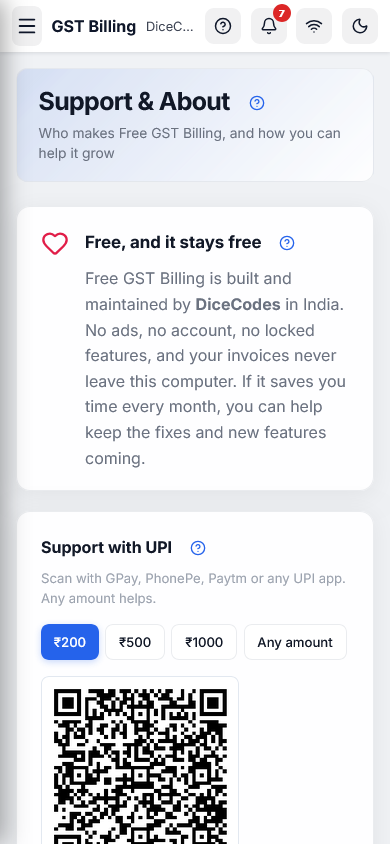 GST Billing DiceC... 7
Support & About
Who makes Free GST Billing, and how you can
help it grow
Free, and it stays free
Free GST Billing is built and
maintained by DiceCodes in India.
No ads, no account, no locked
features, and your invoices never
leave this computer. If it saves you
time every month, you can help
keep the fixes and new features
coming.
Support with UPI
Scan with GPay, PhonePe, Paytm or any UPI app.
Any amount helps.
₹200 ₹500 ₹1000 Any amount